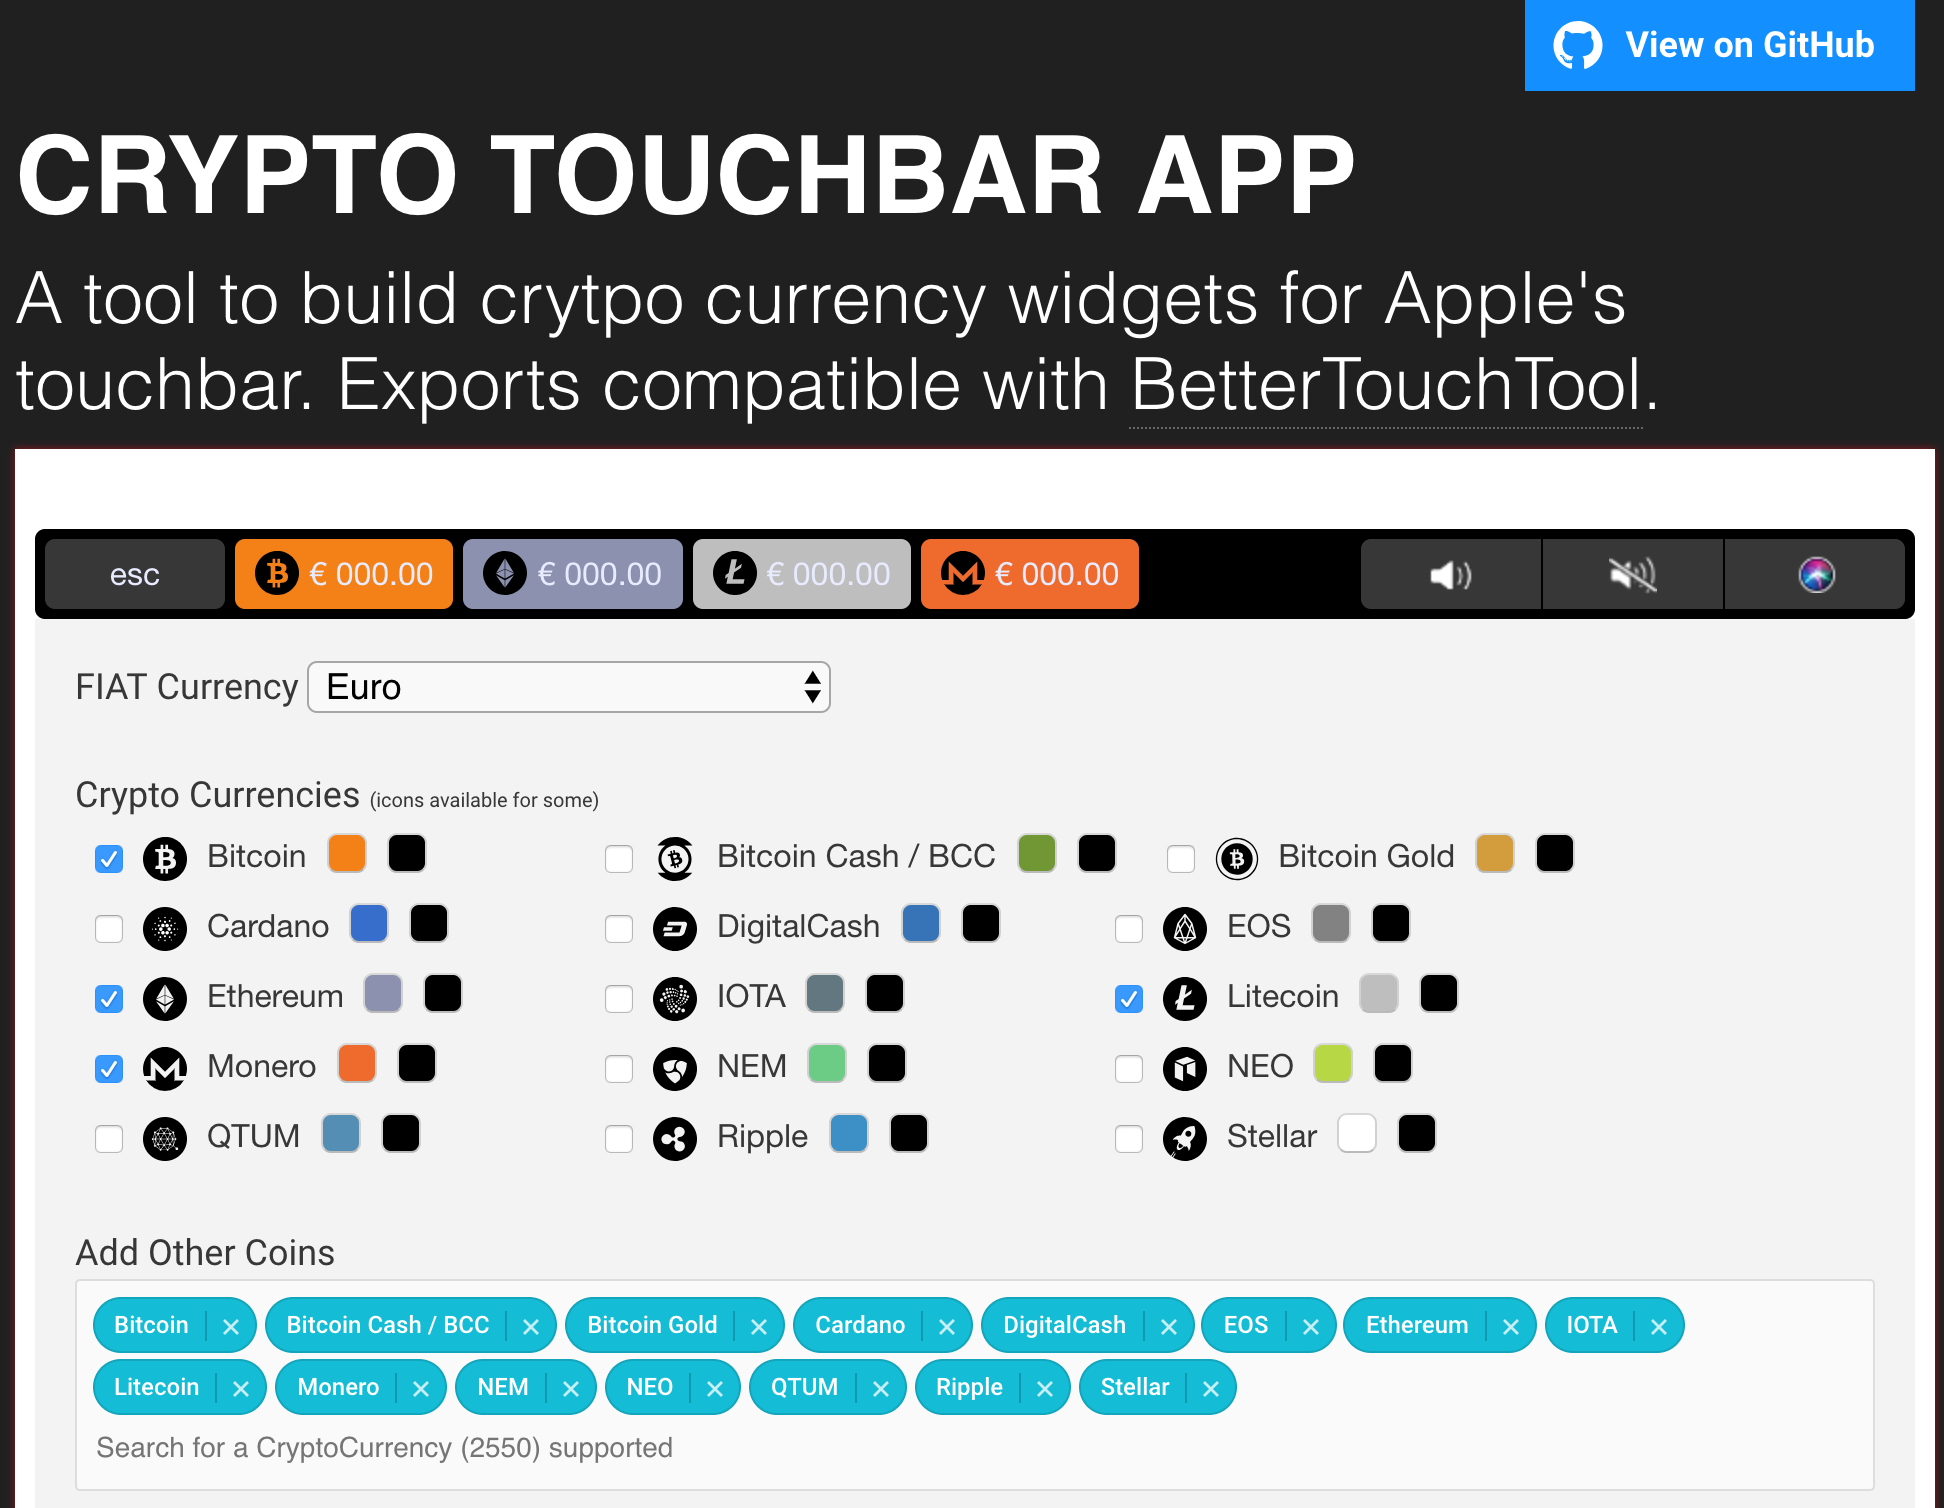 View on GitHub
CRYPTO TOUCHBAR APP
A tool to build crytpo currency widgets for Apple's
touchbar. Exports compatible with BetterTouchTool.
esc € 000.00 € 000.00 € 000.00 € 000.00
FIAT Currency Euro
Crypto Currencies (icons available for some)
Bitcoin Bitcoin Cash / BCC Bitcoin Gold
Cardano DigitalCash EOS
Ethereum IOTA Litecoin
Monero NEM NEO
QTUM Ripple Stellar
Add Other Coins
Bitcoin Bitcoin Cash / BCC Bitcoin Gold Cardano DigitalCash EOS Ethereum IOTA
Litecoin Monero NEM NEO QTUM Ripple Stellar
Search for a CryptoCurrency (2550) supported